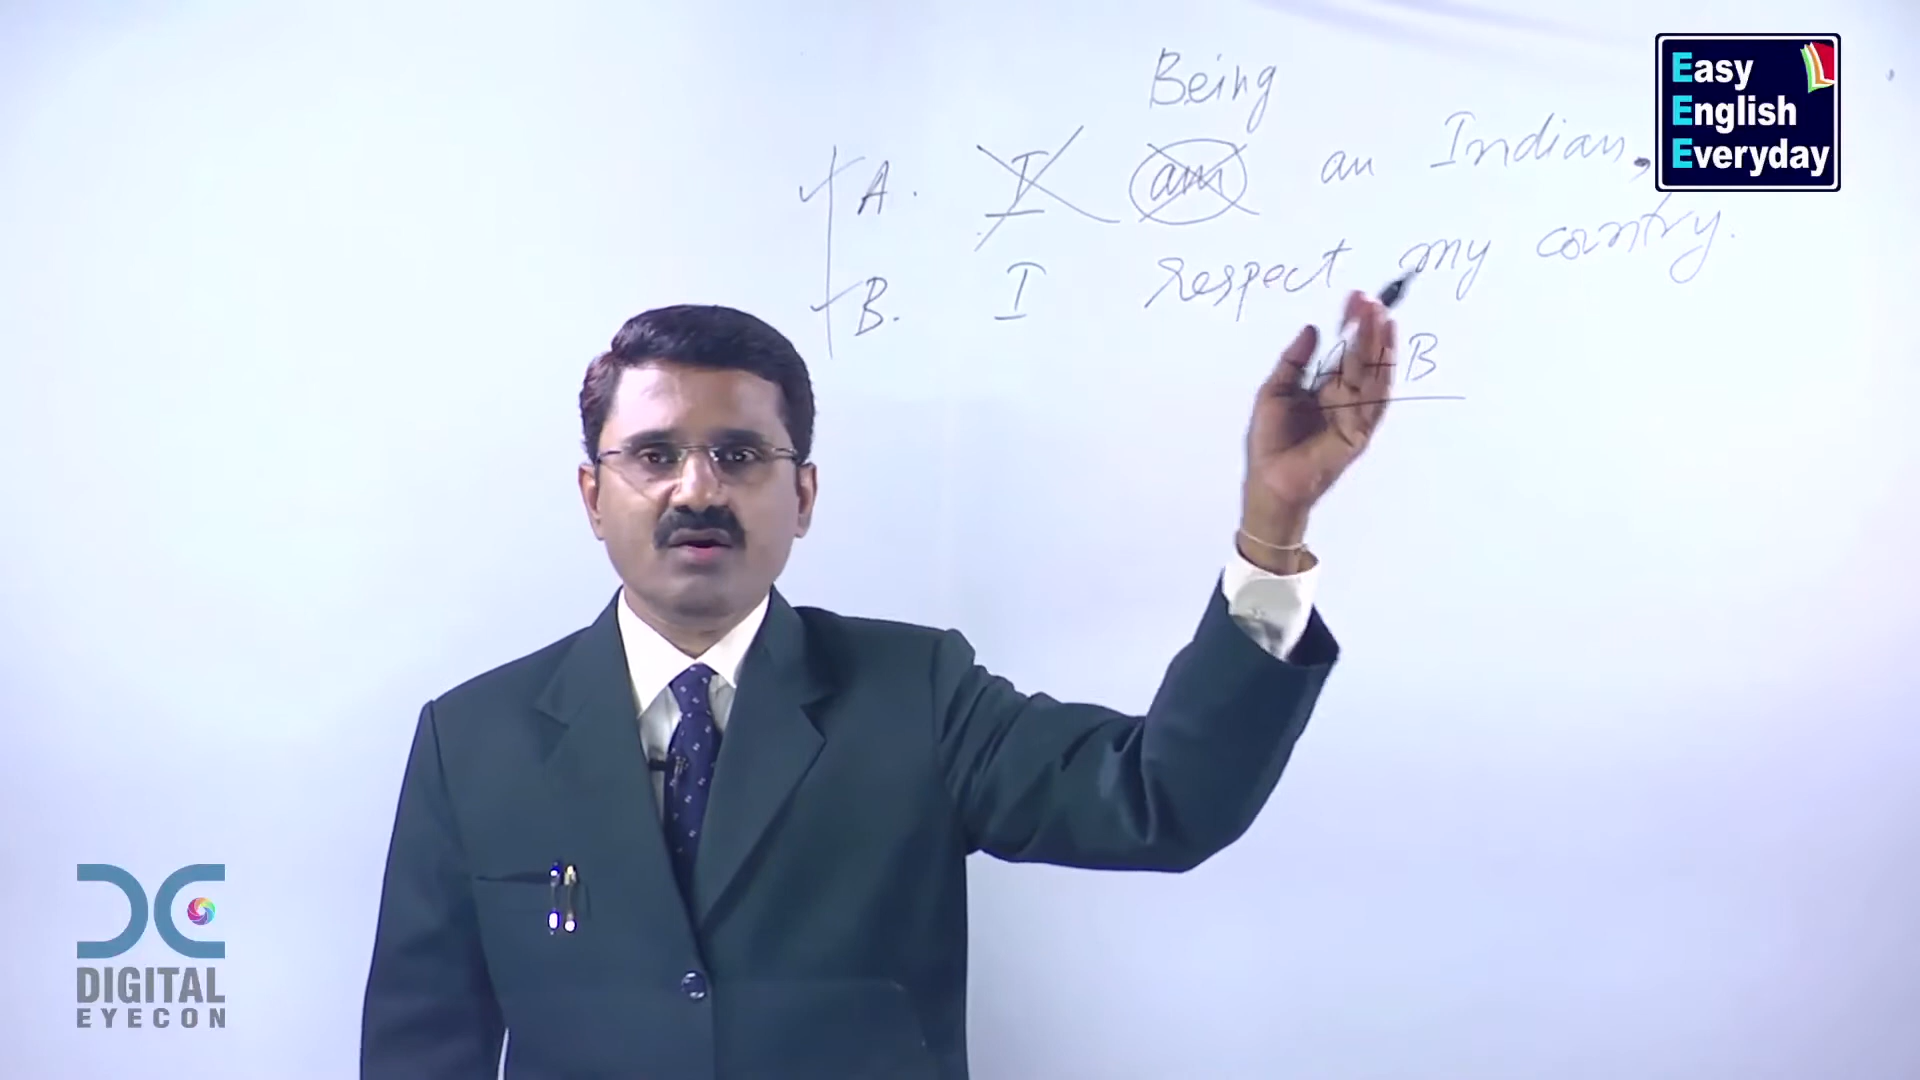 Being
A. I am an Indian,
B. I respect my country.
A+B
Easy
English
Everyday
DIGITAL
EYECON